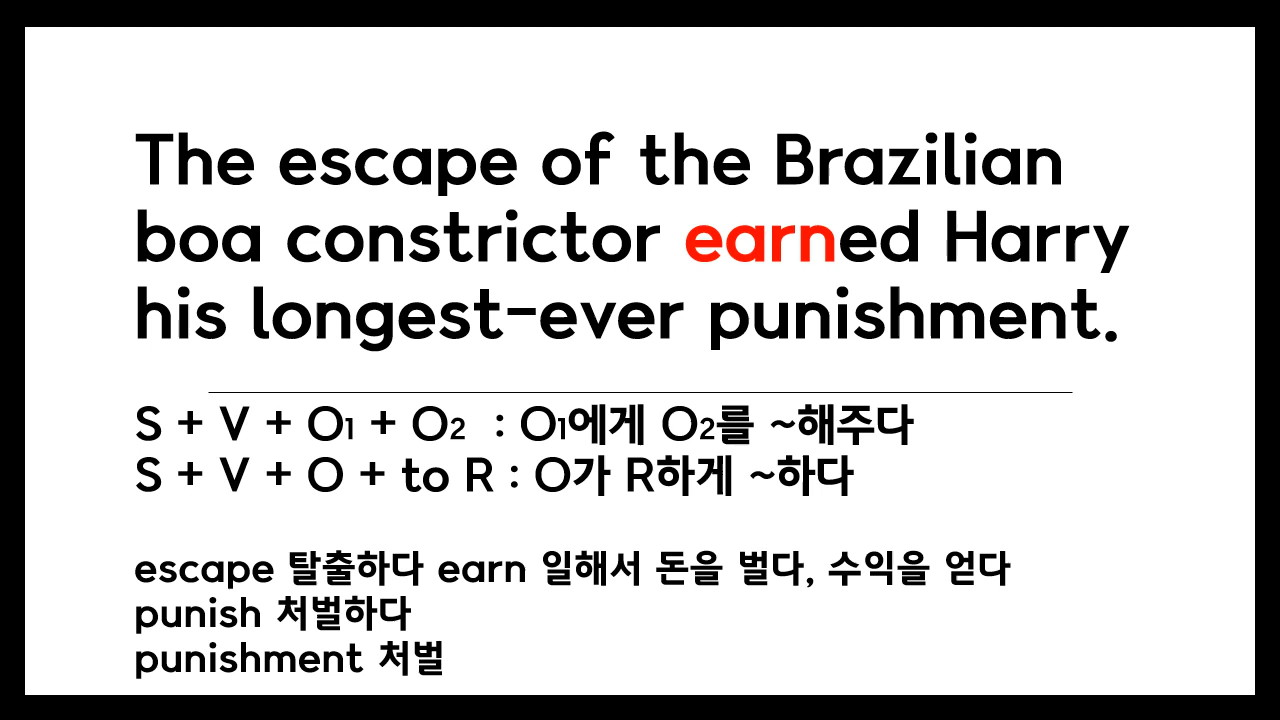 The escape of the Brazilian
boa constrictor earned Harry
his longest-ever punishment.
S + V + O1 + O2 : O1에게 O2를 ~해주다
S + V + O + to R : O가 R하게 ~하다
escape 탈출하다 earn 일해서 돈을 벌다, 수익을 얻다
punish 처벌하다
punishment 처벌